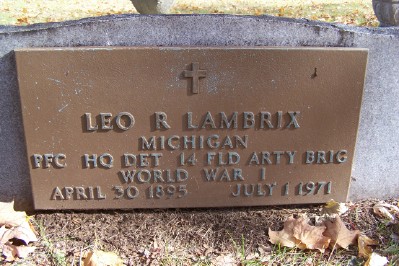 LEO R LAMBRIX
MICHIGAN
PFC HQ DET 14 FLD ARTY BRIG
WORLD WAR I
APRIL 30 1895 JULY 1 1971